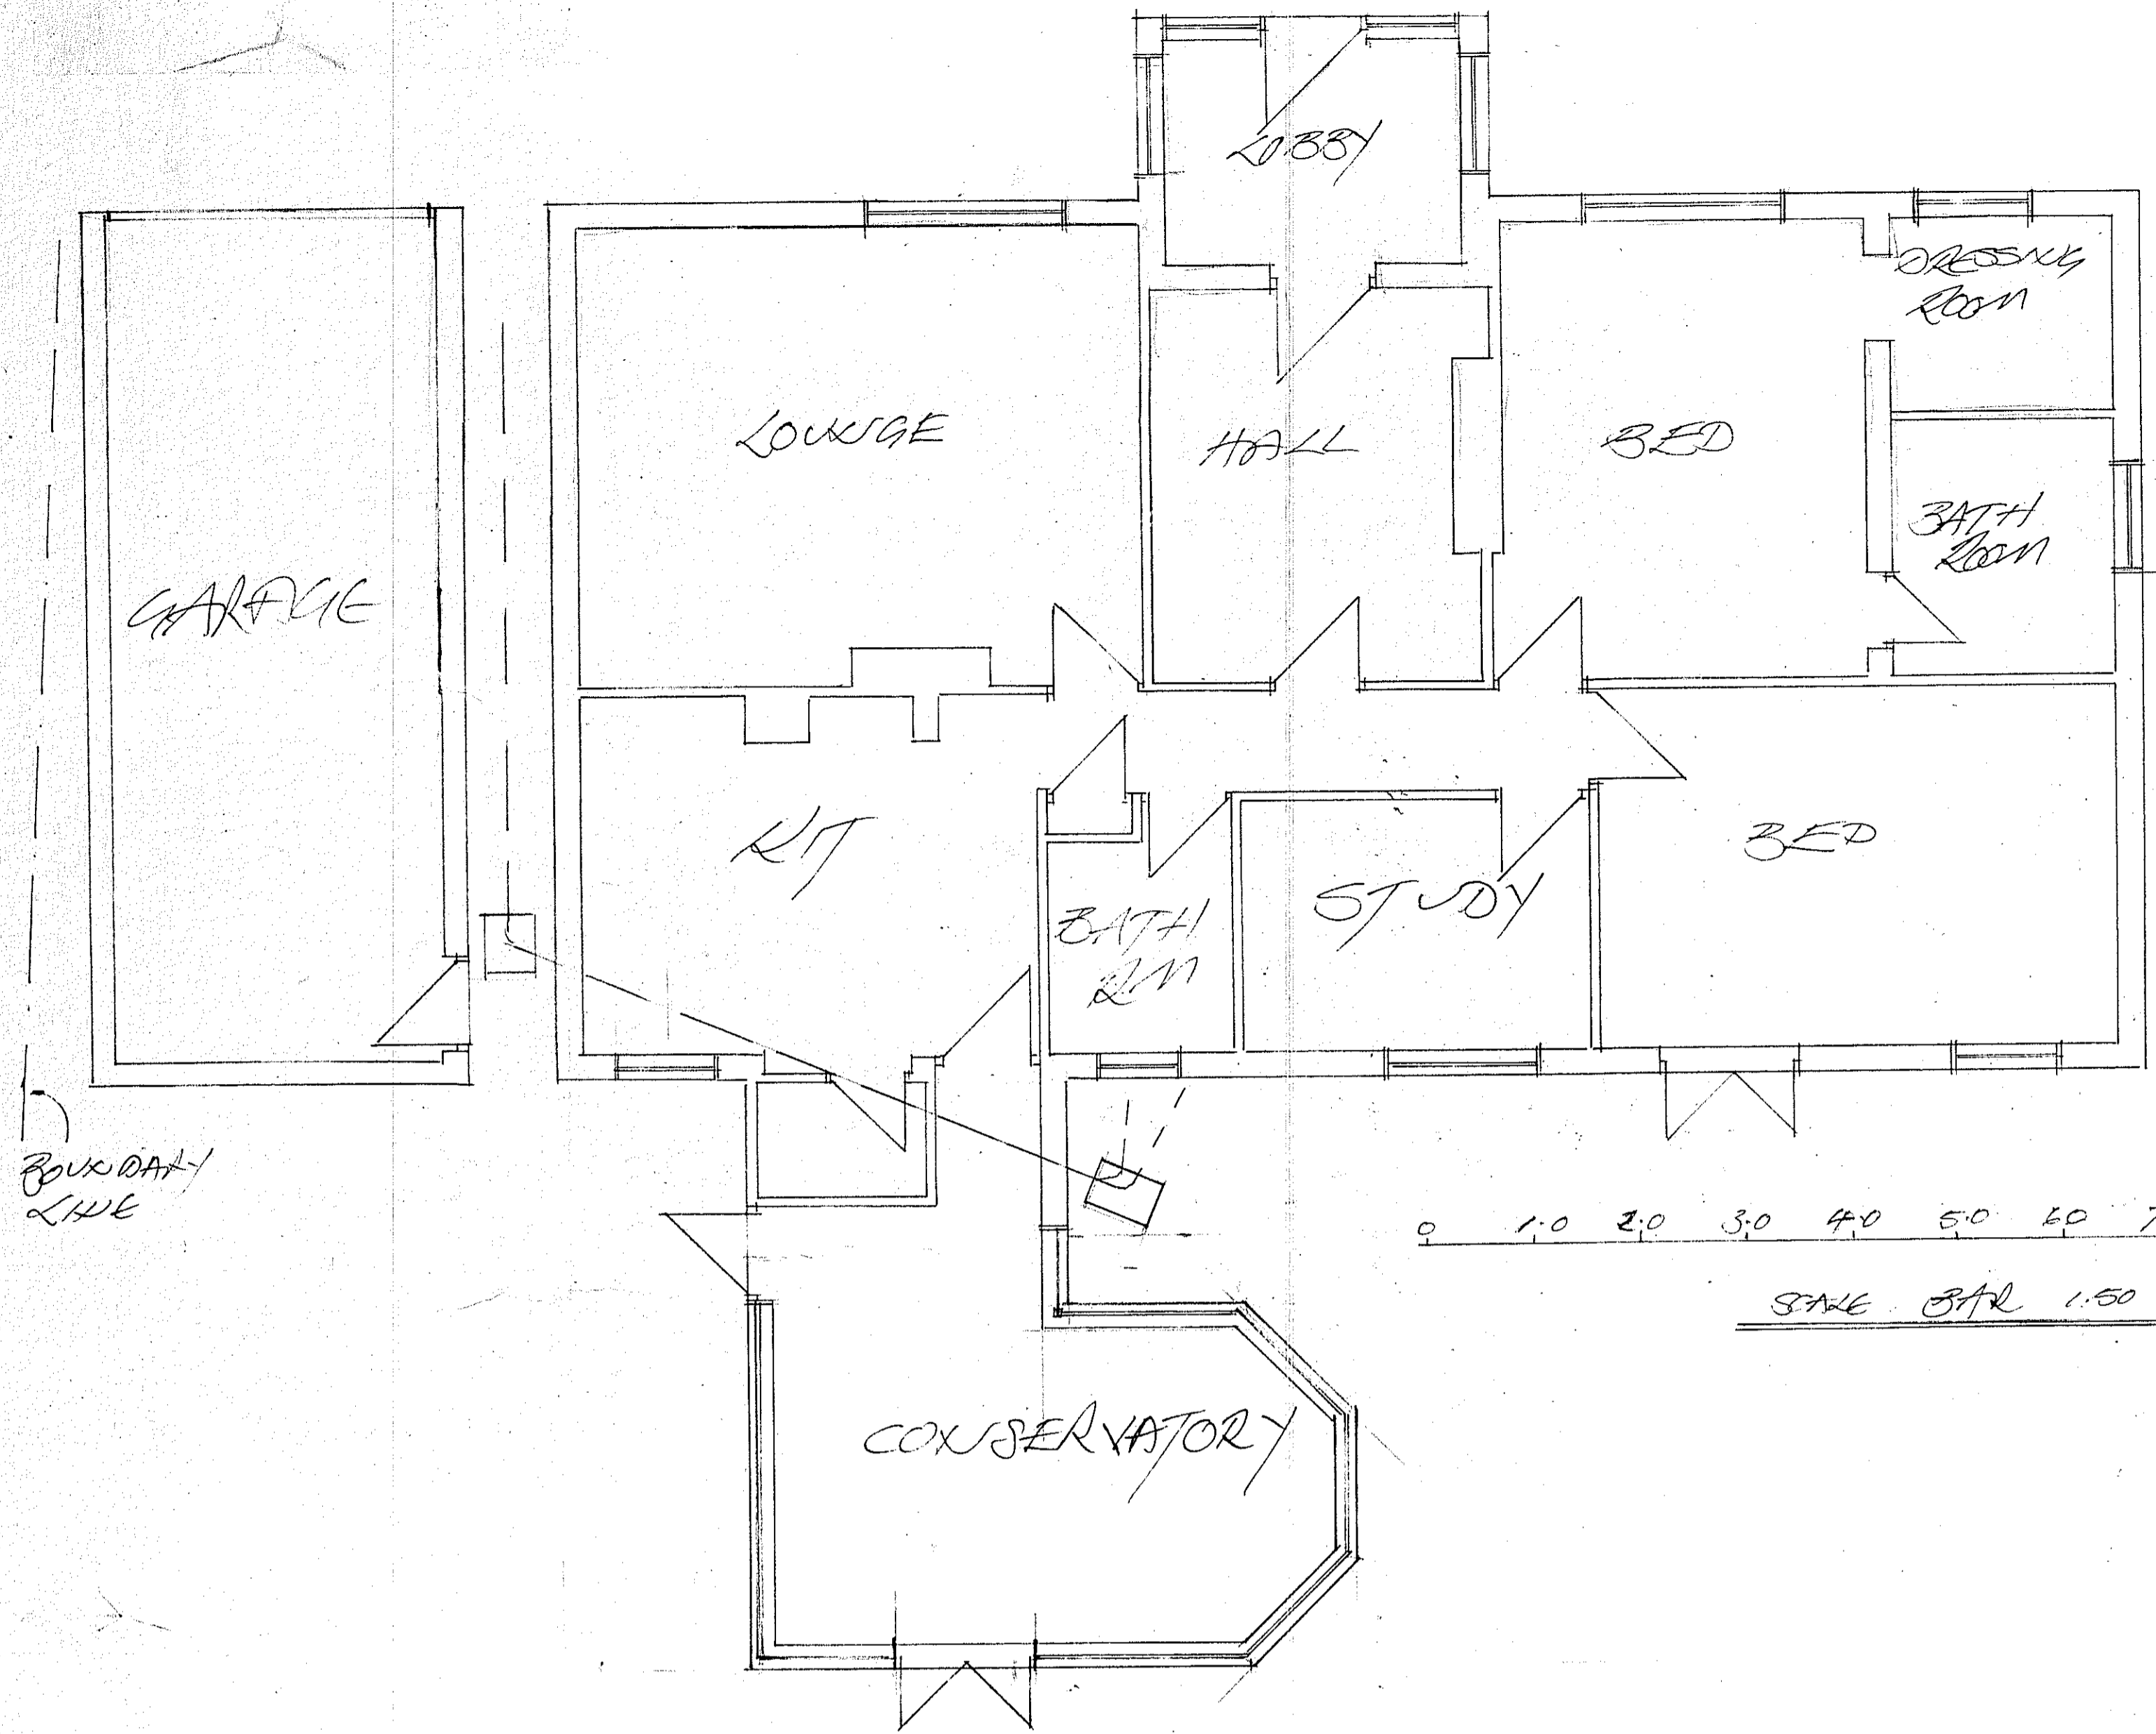 LOBBY
DRESSING
ROOM
LOUNGE
HALL
BED
BATH
ROOM
GARAGE
KIT
BATH
RM
STUDY
BED
BOUNDARY
LINE
0 1.0 2.0 3.0 4.0 5.0 6.0 7
SCALE BAR 1:50
CONSERVATORY